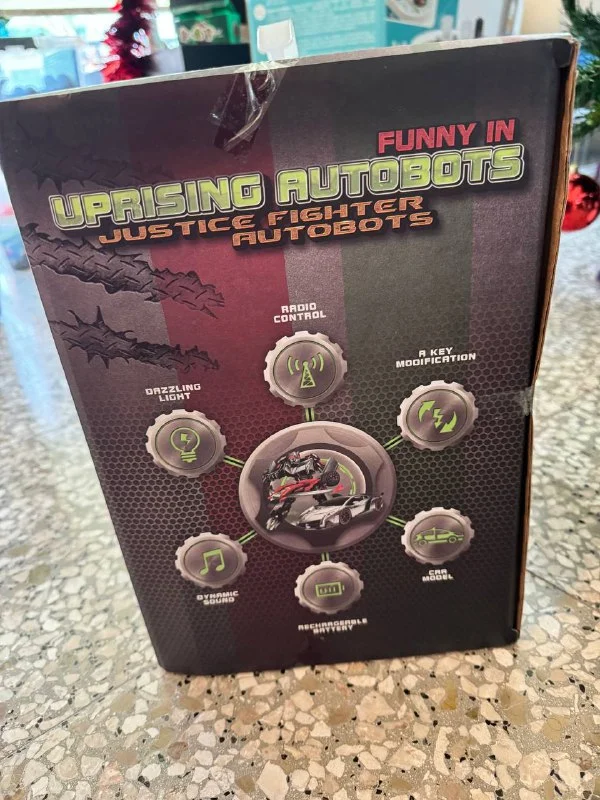 FUNNY IN
UPRISING AUTOBOTS
JUSTICE FIGHTER
AUTOBOTS
RADIO
CONTROL
A KEY
MODIFICATION
DAZZLING
LIGHT
CAR
MODEL
DYNAMIC
SOUND
RECHARGEABLE
BATTERY